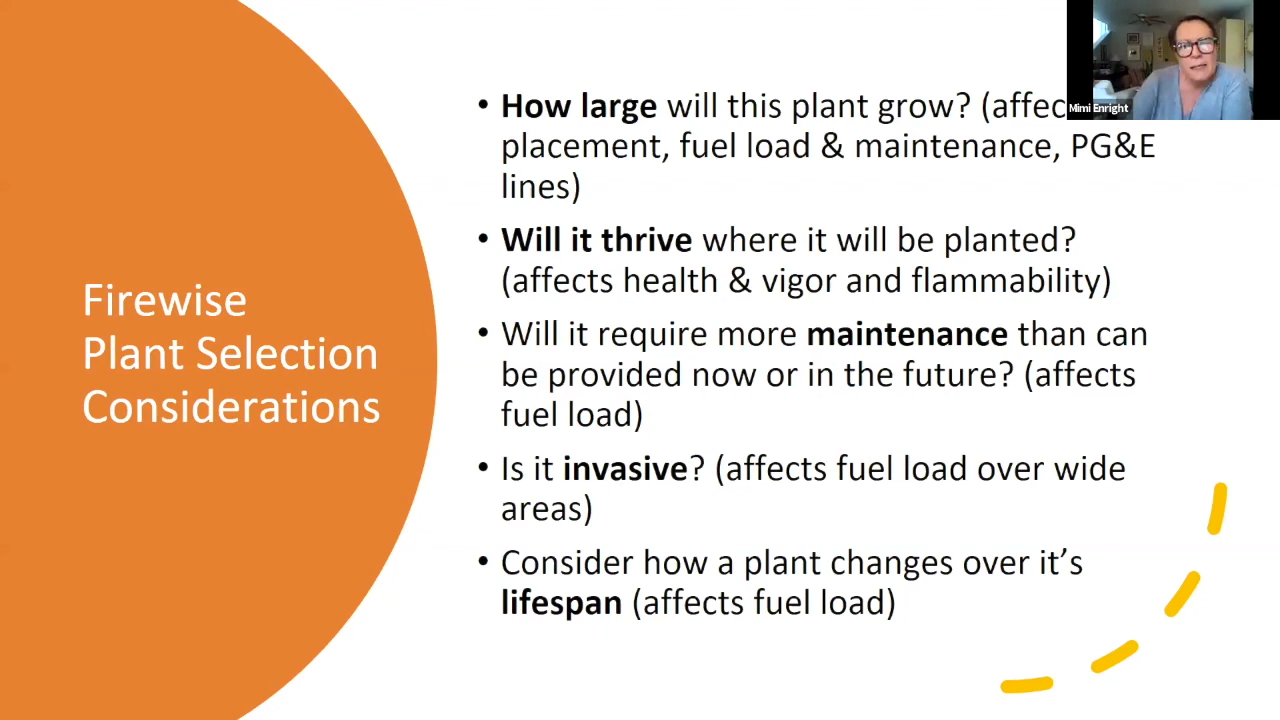 Firewise
Plant Selection
Considerations
• How large will this plant grow? (affec
placement, fuel load & maintenance, PG&E
lines)
• Will it thrive where it will be planted?
(affects health & vigor and flammability)
• Will it require more maintenance than can
be provided now or in the future? (affects
fuel load)
• Is it invasive? (affects fuel load over wide
areas)
• Consider how a plant changes over it’s
lifespan (affects fuel load)
Mimi Enright